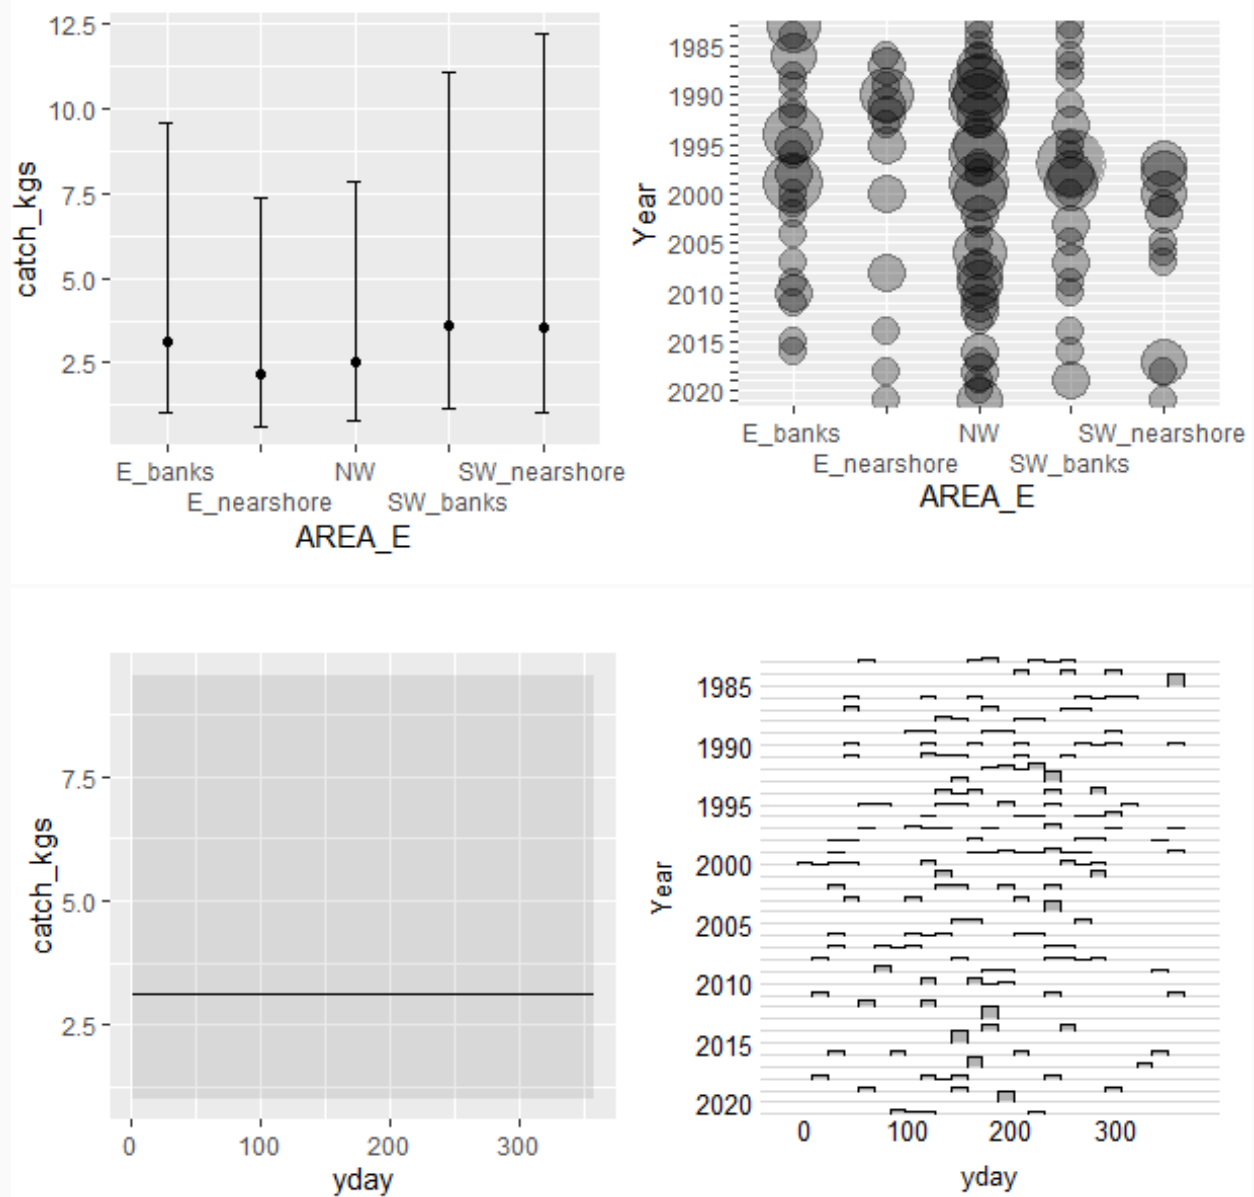 12.5
10.0
7.5
5.0
2.5
catch_kgs
E_banks
NW
SW_nearshore
E_nearshore
SW_banks
AREA_E
1985
1990
1995
2000
2005
2010
2015
2020
Year
E_banks
NW
SW_nearshore
E_nearshore
SW_banks
AREA_E
7.5
5.0
2.5
catch_kgs
0
100
200
300
yday
1985
1990
1995
2000
2005
2010
2015
2020
Year
0
100
200
300
yday